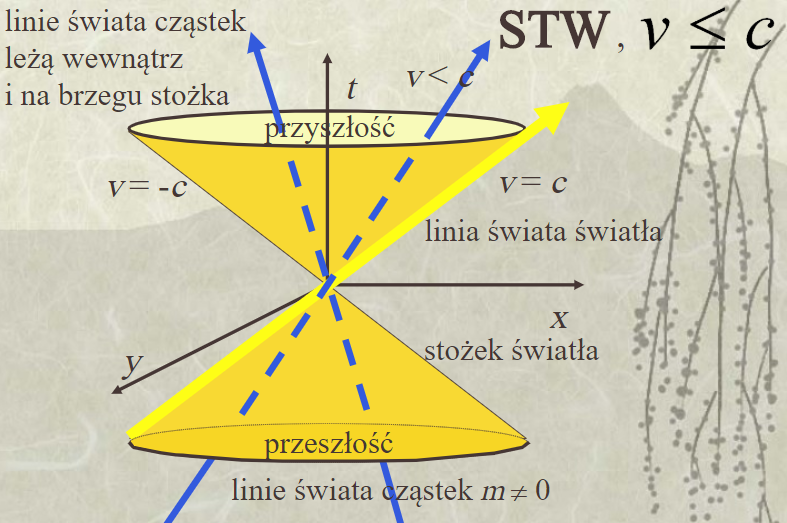 linie świata cząstek
leżą wewnątrz
i na brzegu stożka
STW, v ≤ c
v < c
t
przyszłość
v = -c
v = c
linia świata światła
x
y
stożek światła
przeszłość
linie świata cząstek m ≠ 0